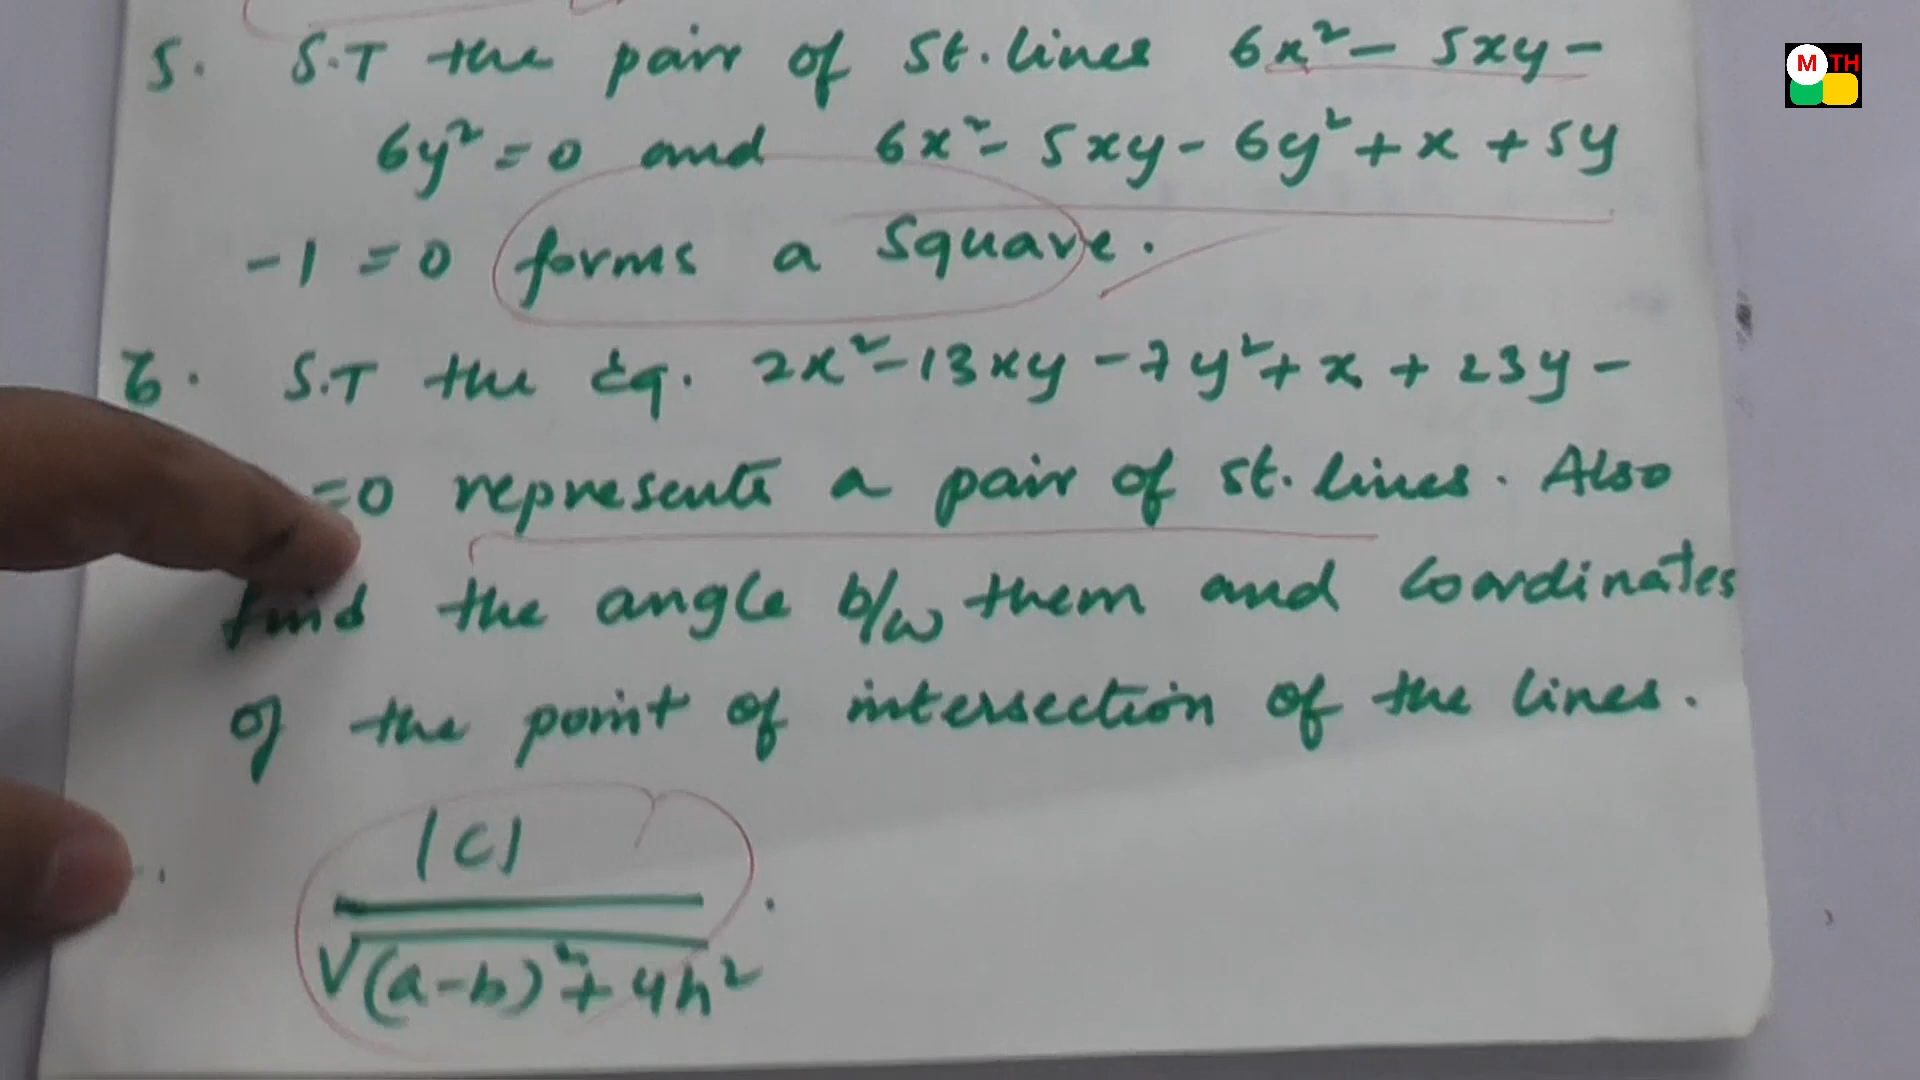 5. S.T the pair of St. lines 6x² - 5xy -
6y² = 0 and 6x² - 5xy - 6y² + x + 5y
-1 = 0 forms a Square.
6. S.T the Eq. 2x² - 13xy - 7y² + x + 23y -
=0 represents a pair of st. lines. Also
find the angle b/w them and coordinates
of the point of intersection of the lines.
|C|
√(a-b)² + 4h²
M TH